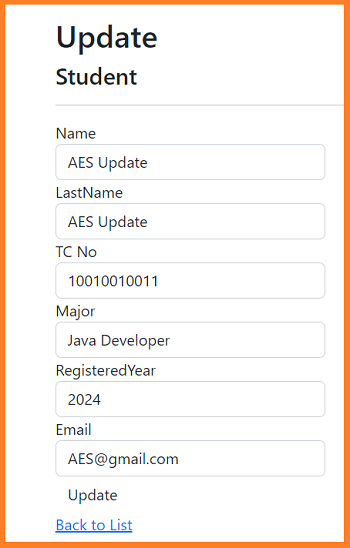 Update
Student
Name
AES Update
LastName
AES Update
TC No
10010010011
Major
Java Developer
RegisteredYear
2024
Email
AES@gmail.com
Update
Back to List